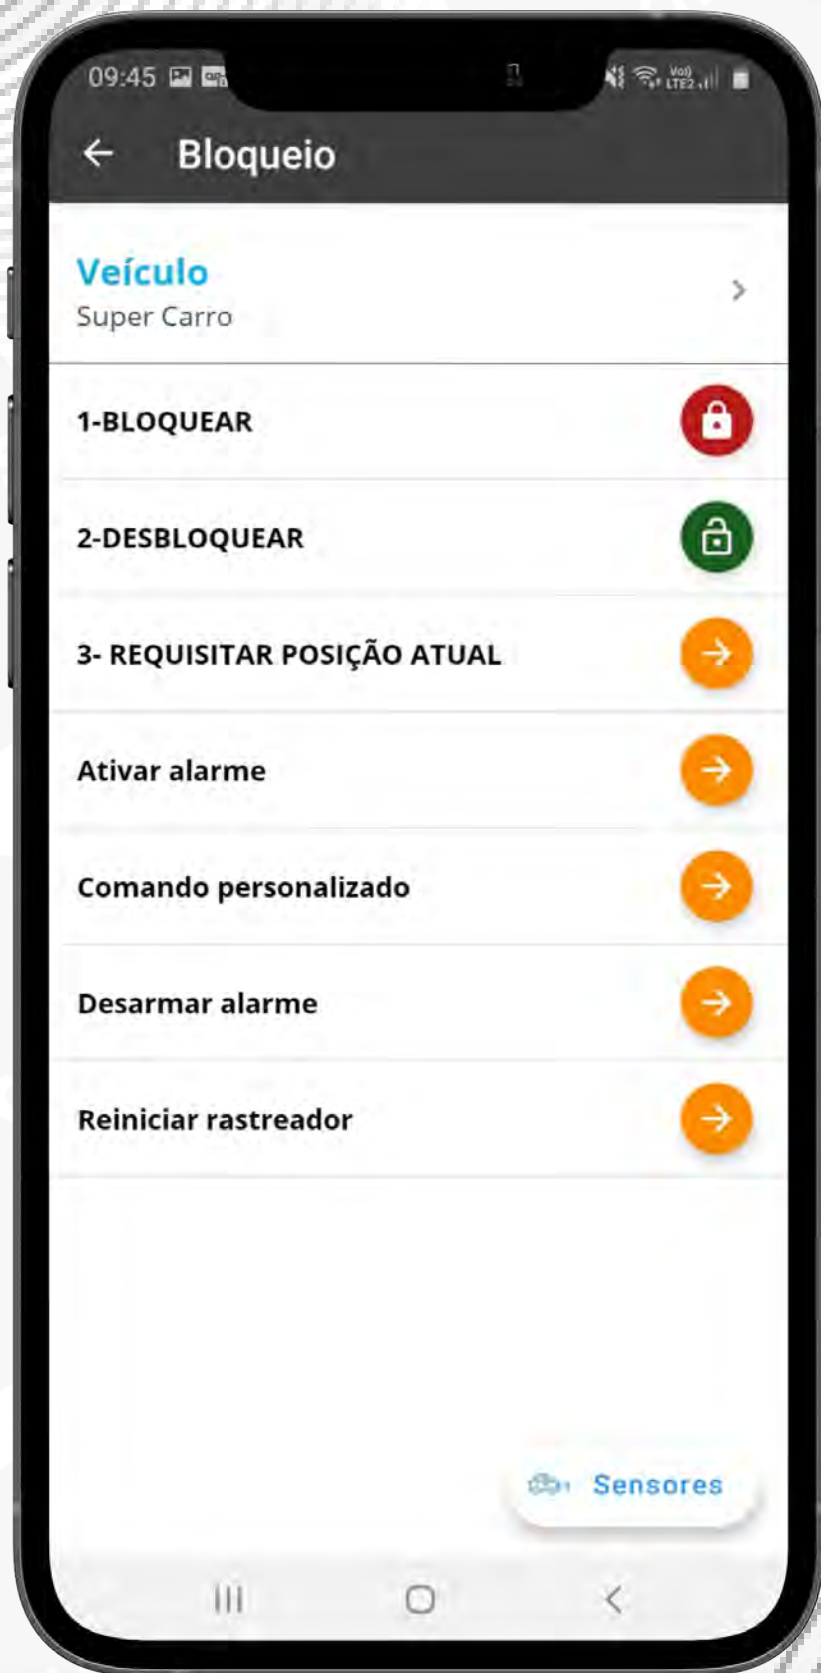 09:45
Bloqueio
Veículo
Super Carro
1-BLOQUEAR
2-DESBLOQUEAR
3- REQUISITAR POSIÇÃO ATUAL
Ativar alarme
Comando personalizado
Desarmar alarme
Reiniciar rastreador
Sensores